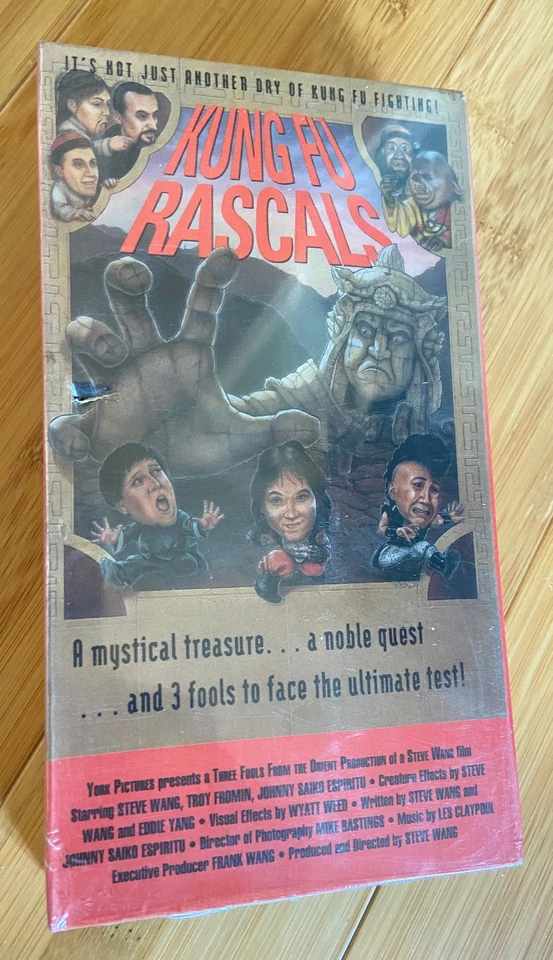 IT'S NOT JUST ANOTHER DAY OF KUNG FU FIGHTING!
KUNG FU
RASCALS
A mystical treasure. . . a noble quest
. . . and 3 fools to face the ultimate test!
YORK PICTURES presents a THREE FOOLS FROM THE ORIENT PRODUCTION of a STEVE WANG film
Starring STEVE WANG, TROY FROMIN, JOHNNY SAIKO ESPIRITU • Creature Effects by STEVE
WANG and EDDIE YANG • Visual Effects by WYATT WEED • Written by STEVE WANG and
JOHNNY SAIKO ESPIRITU • Director of Photography MIKE BASTINGS • Music by LES CLAYPOOL
Executive Producer FRANK WANG • Produced and Directed by STEVE WANG